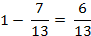 1 − 7/13 = 6/13